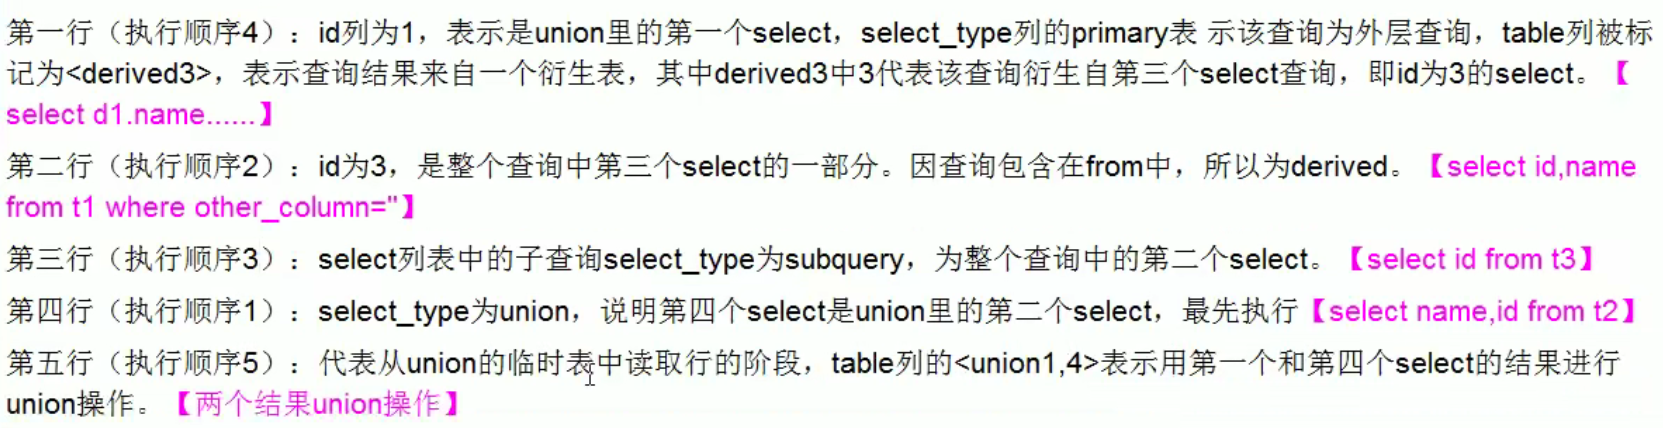 第一行（执行顺序4）：id列为1，表示是union里的第一个select，select_type列的primary表 示该查询为外层查询，table列被标
记为<derived3>，表示查询结果来自一个衍生表，其中derived3中3代表该查询衍生自第三个select查询，即id为3的select。【
select d1.name......】
第二行（执行顺序2）：id为3，是整个查询中第三个select的一部分。因查询包含在from中，所以为derived。【select id,name
from t1 where other_column=''】
第三行（执行顺序3）：select列表中的子查询select_type为subquery，为整个查询中的第二个select。【select id from t3】
第四行（执行顺序1）：select_type为union，说明第四个select是union里的第二个select，最先执行【select name,id from t2】
第五行（执行顺序5）：代表从union的临时表中读取行的阶段，table列的<union1,4>表示用第一个和第四个select的结果进行
union操作。【两个结果union操作】